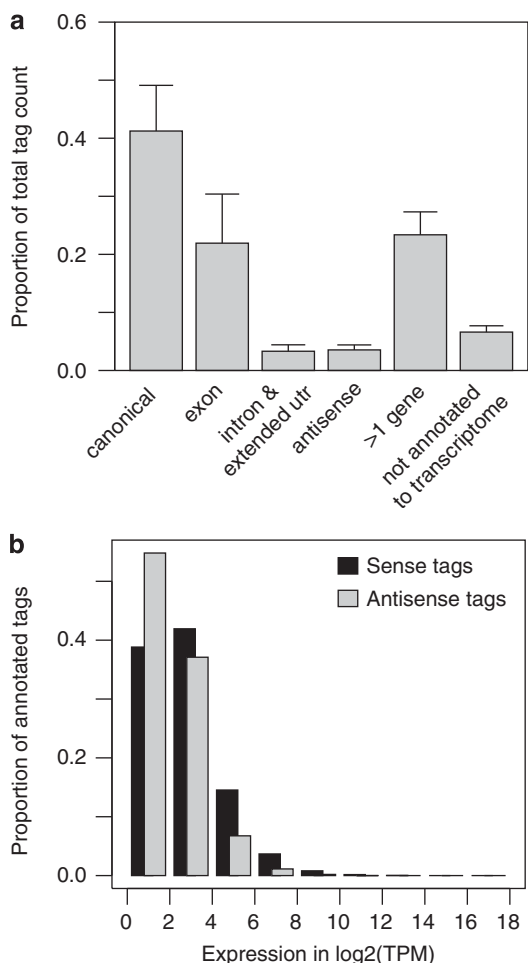 a
Proportion of total tag count
0.6
0.4
0.2
0.0
canonical
exon
intron &
extended utr
antisense
>1 gene
not annotated
to transcriptome
b
Proportion of annotated tags
0.4
0.2
0.0
Sense tags
Antisense tags
0 2 4 6 8 10 12 14 16 18
Expression in log2(TPM)